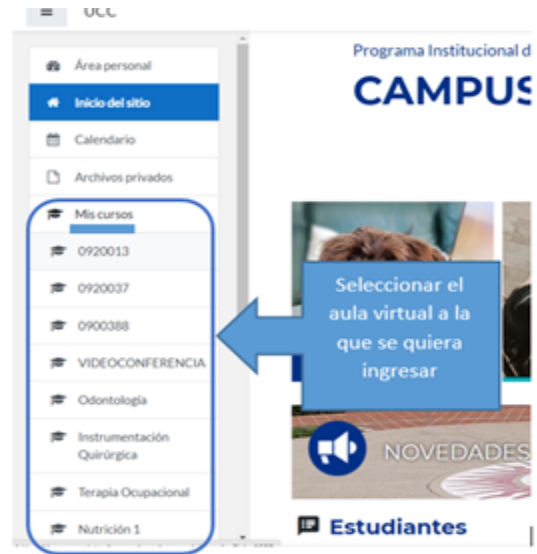 UCC
Área personal
Inicio del sitio
Calendario
Archivos privados
Mis cursos
0920013
0920037
0900388
VIDEOCONFERENCIA
Odontología
Instrumentación
Quirúrgica
Terapia Ocupacional
Nutrición 1
Programa Institucional d
CAMPUS
Seleccionar el
aula virtual a la
que se quiera
ingresar
NOVEDADES
Estudiantes